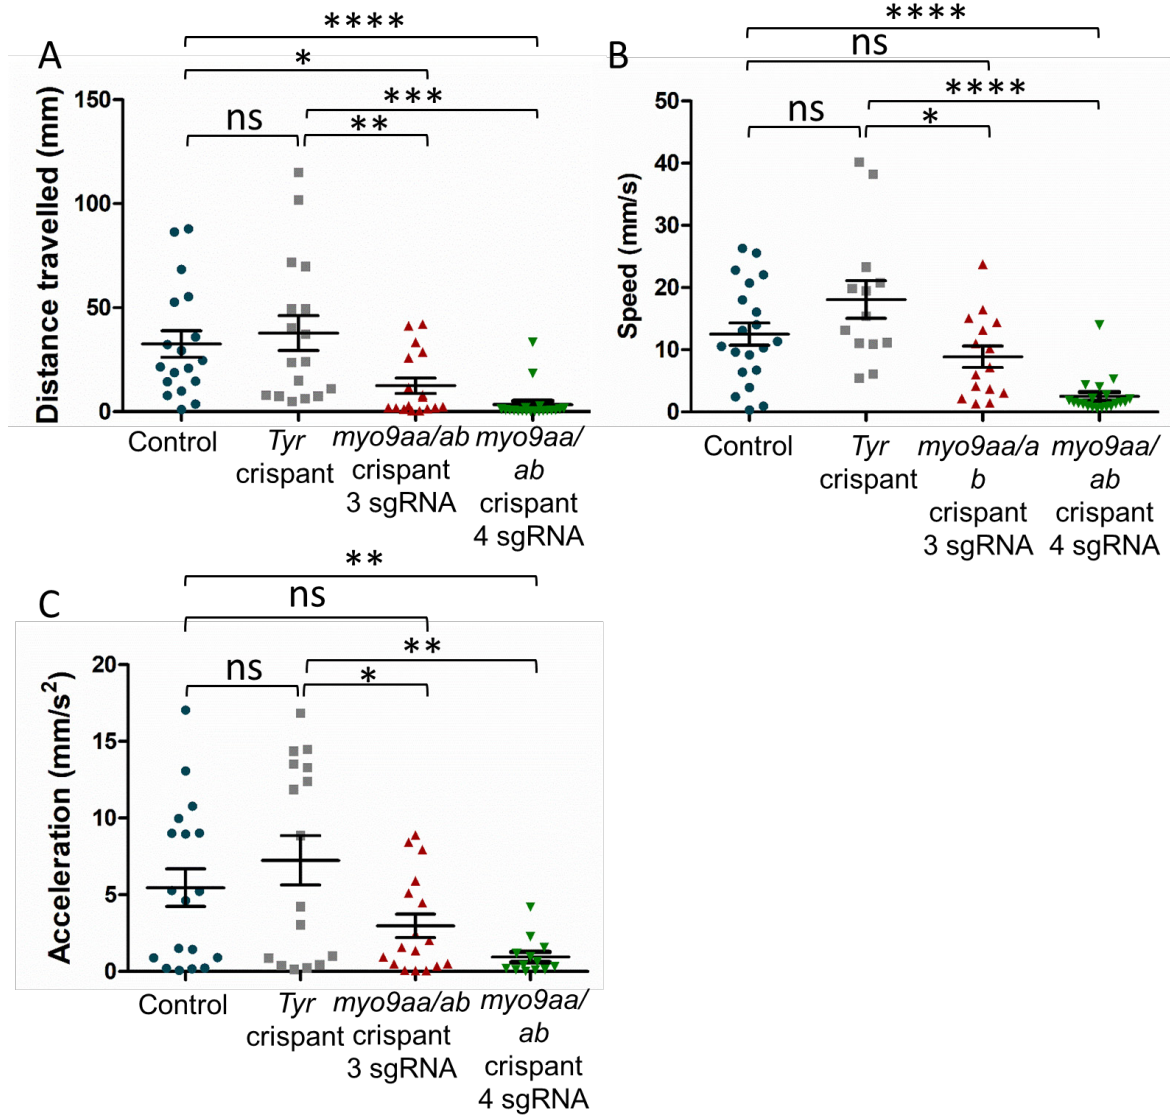 A
****
*
***
ns
**
Distance travelled (mm)
150
100
50
0
Control
Tyr
crispant
myo9aa/ab
crispant
3 sgRNA
myo9aa/
ab
crispant
4 sgRNA
B
****
ns
****
ns
*
Speed (mm/s)
50
40
30
20
10
0
Control
Tyr
crispant
myo9aa/a
b
crispant
3 sgRNA
myo9aa/
ab
crispant
4 sgRNA
C
**
ns
**
ns
*
Acceleration (mm/s²)
20
15
10
5
0
Control
Tyr
crispant
myo9aa/ab
crispant
3 sgRNA
myo9aa/
ab
crispant
4 sgRNA